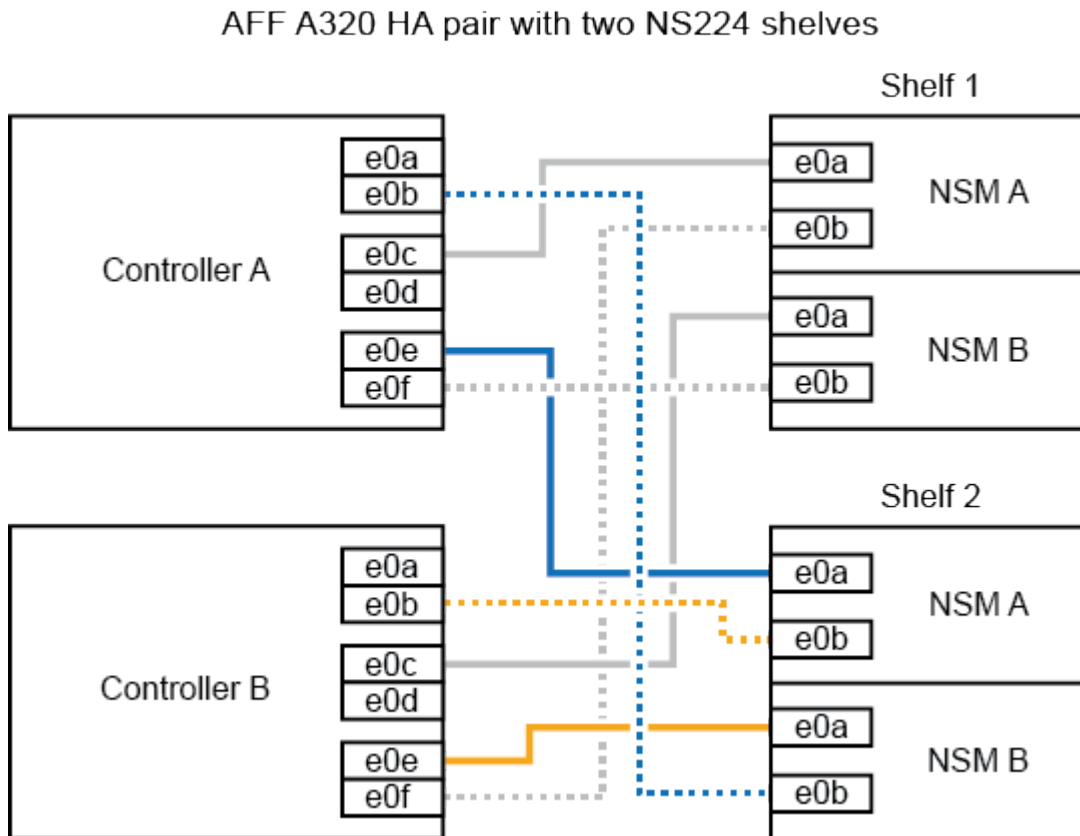 AFF A320 HA pair with two NS224 shelves
Shelf 1
Controller A
e0a
e0b
e0c
e0d
e0e
e0f
e0a
e0b
NSM A
e0a
e0b
NSM B
Shelf 2
Controller B
e0a
e0b
e0c
e0d
e0e
e0f
e0a
e0b
NSM A
e0a
e0b
NSM B